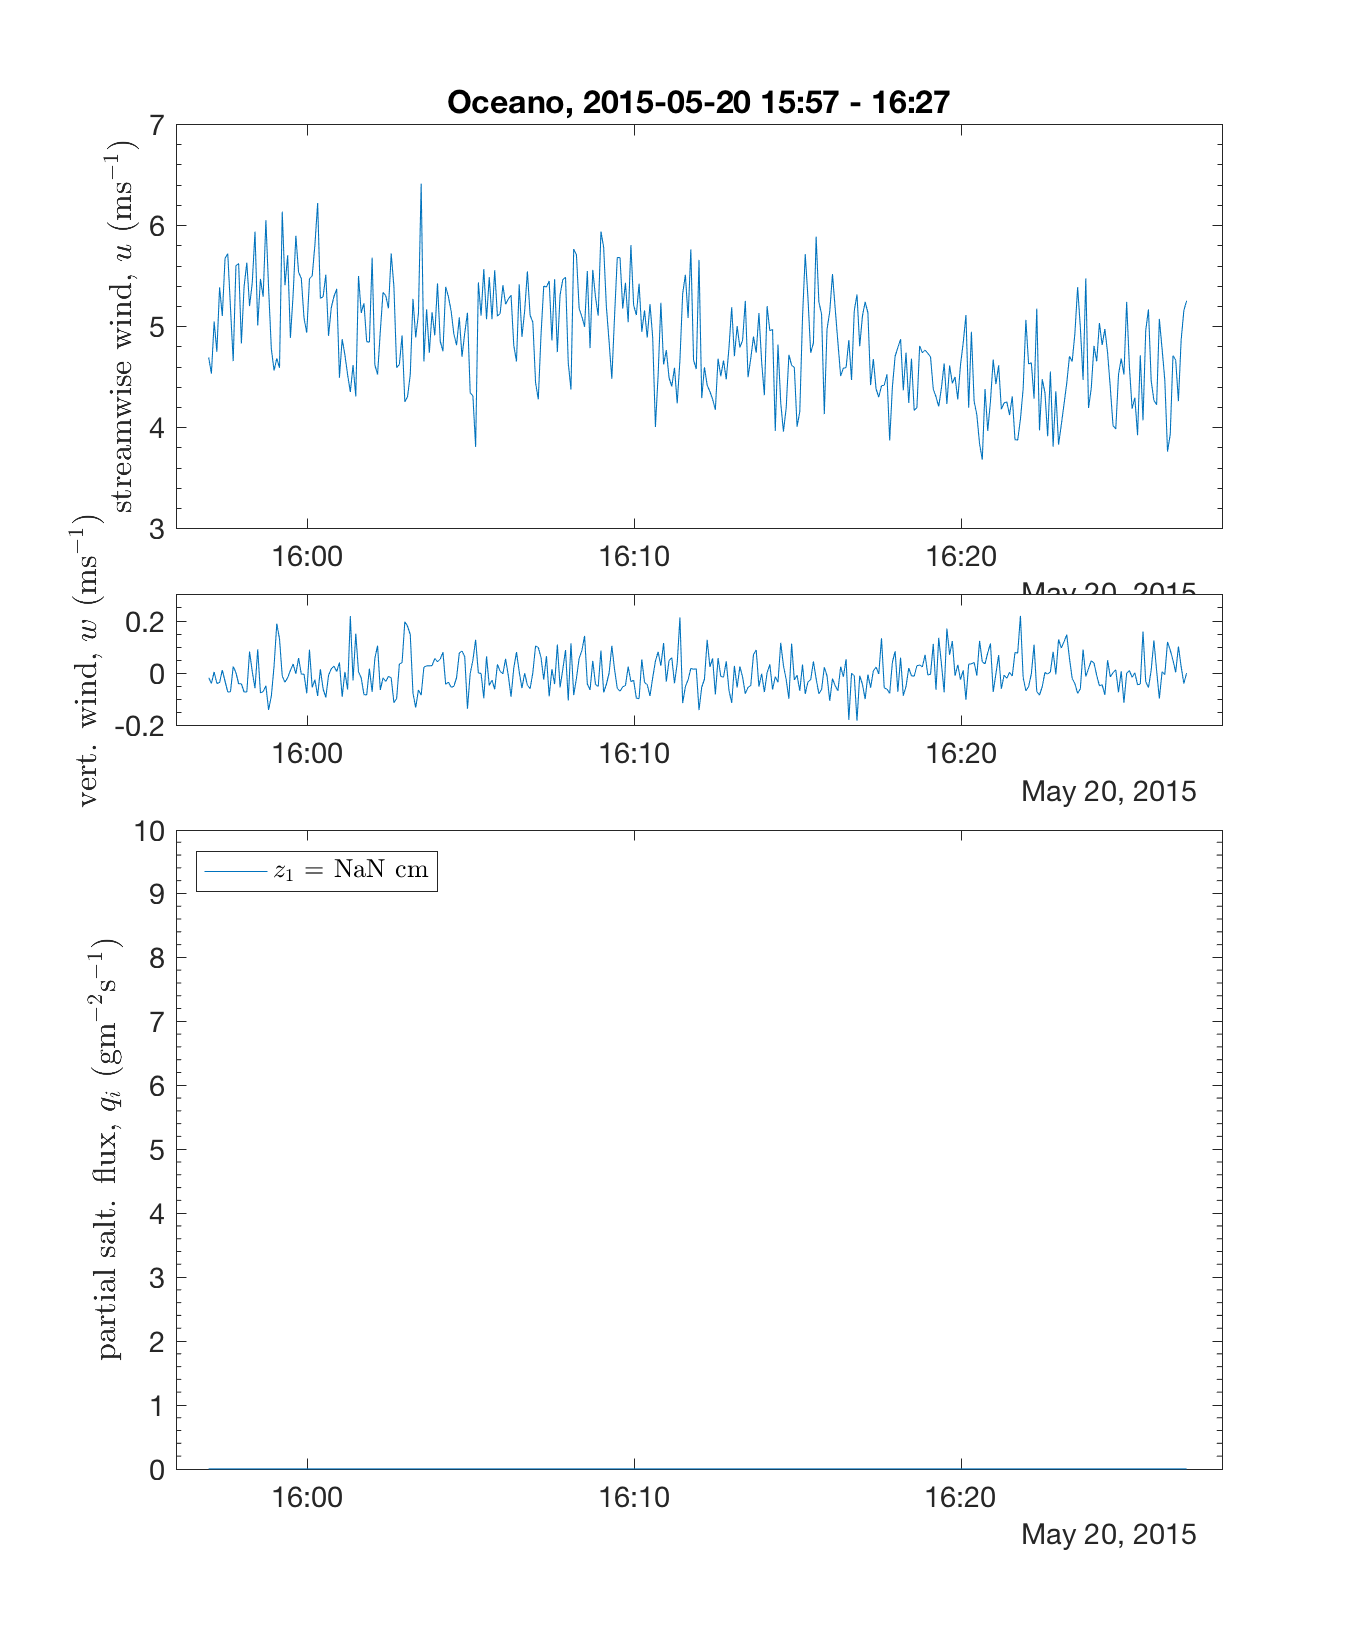 Oceano, 2015-05-20 15:57 - 16:27
streamwise wind, u (ms⁻¹)
7
6
5
4
3
16:00 16:10 16:20
May 20, 2015
vert. wind, w (ms⁻¹)
0.2
0
-0.2
16:00 16:10 16:20
May 20, 2015
partial salt. flux, qᵢ (gm⁻²s⁻¹)
10
9
8
7
6
5
4
3
2
1
0
z₁ = NaN cm
16:00 16:10 16:20
May 20, 2015